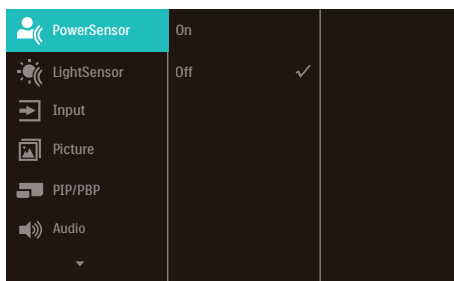 PowerSensor
On
LightSensor
Off
Input
Picture
PIP/PBP
Audio